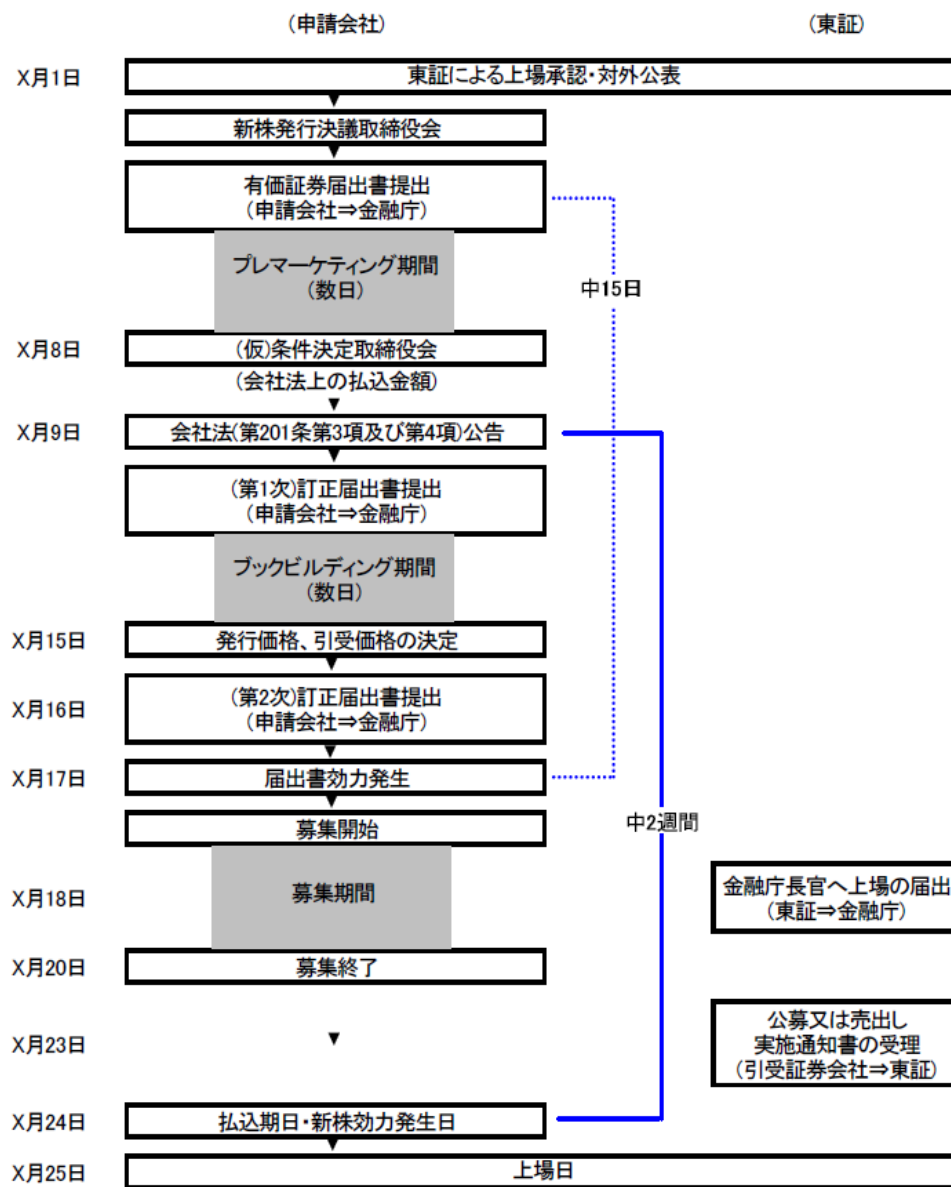 (申請会社)
(東証)
X月1日
東証による上場承認・対外公表
新株発行決議取締役会
有価証券届出書提出
(申請会社⇒金融庁)
プレマーケティング期間
(数日)
中15日
X月8日
(仮)条件決定取締役会
(会社法上の払込金額)
X月9日
会社法(第201条第3項及び第4項)公告
(第1次)訂正届出書提出
(申請会社⇒金融庁)
ブックビルディング期間
(数日)
X月15日
発行価格、引受価格の決定
X月16日
(第2次)訂正届出書提出
(申請会社⇒金融庁)
X月17日
届出書効力発生
募集開始
中2週間
X月18日
募集期間
金融庁長官へ上場の届出
(東証⇒金融庁)
X月20日
募集終了
X月23日
公募又は売出し
実施通知書の受理
(引受証券会社⇒東証)
X月24日
払込期日・新株効力発生日
X月25日
上場日